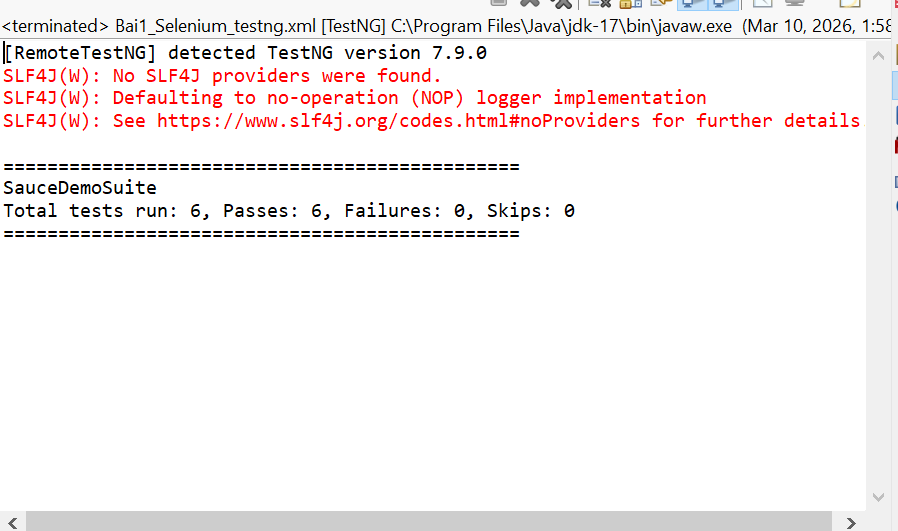 <terminated> Bai1_Selenium_testng.xml [TestNG] C:\Program Files\Java\jdk-17\bin\javaw.exe (Mar 10, 2026, 1:58
[RemoteTestNG] detected TestNG version 7.9.0
SLF4J(W): No SLF4J providers were found.
SLF4J(W): Defaulting to no-operation (NOP) logger implementation
SLF4J(W): See https://www.slf4j.org/codes.html#noProviders for further details
===============================================
SauceDemoSuite
Total tests run: 6, Passes: 6, Failures: 0, Skips: 0
===============================================